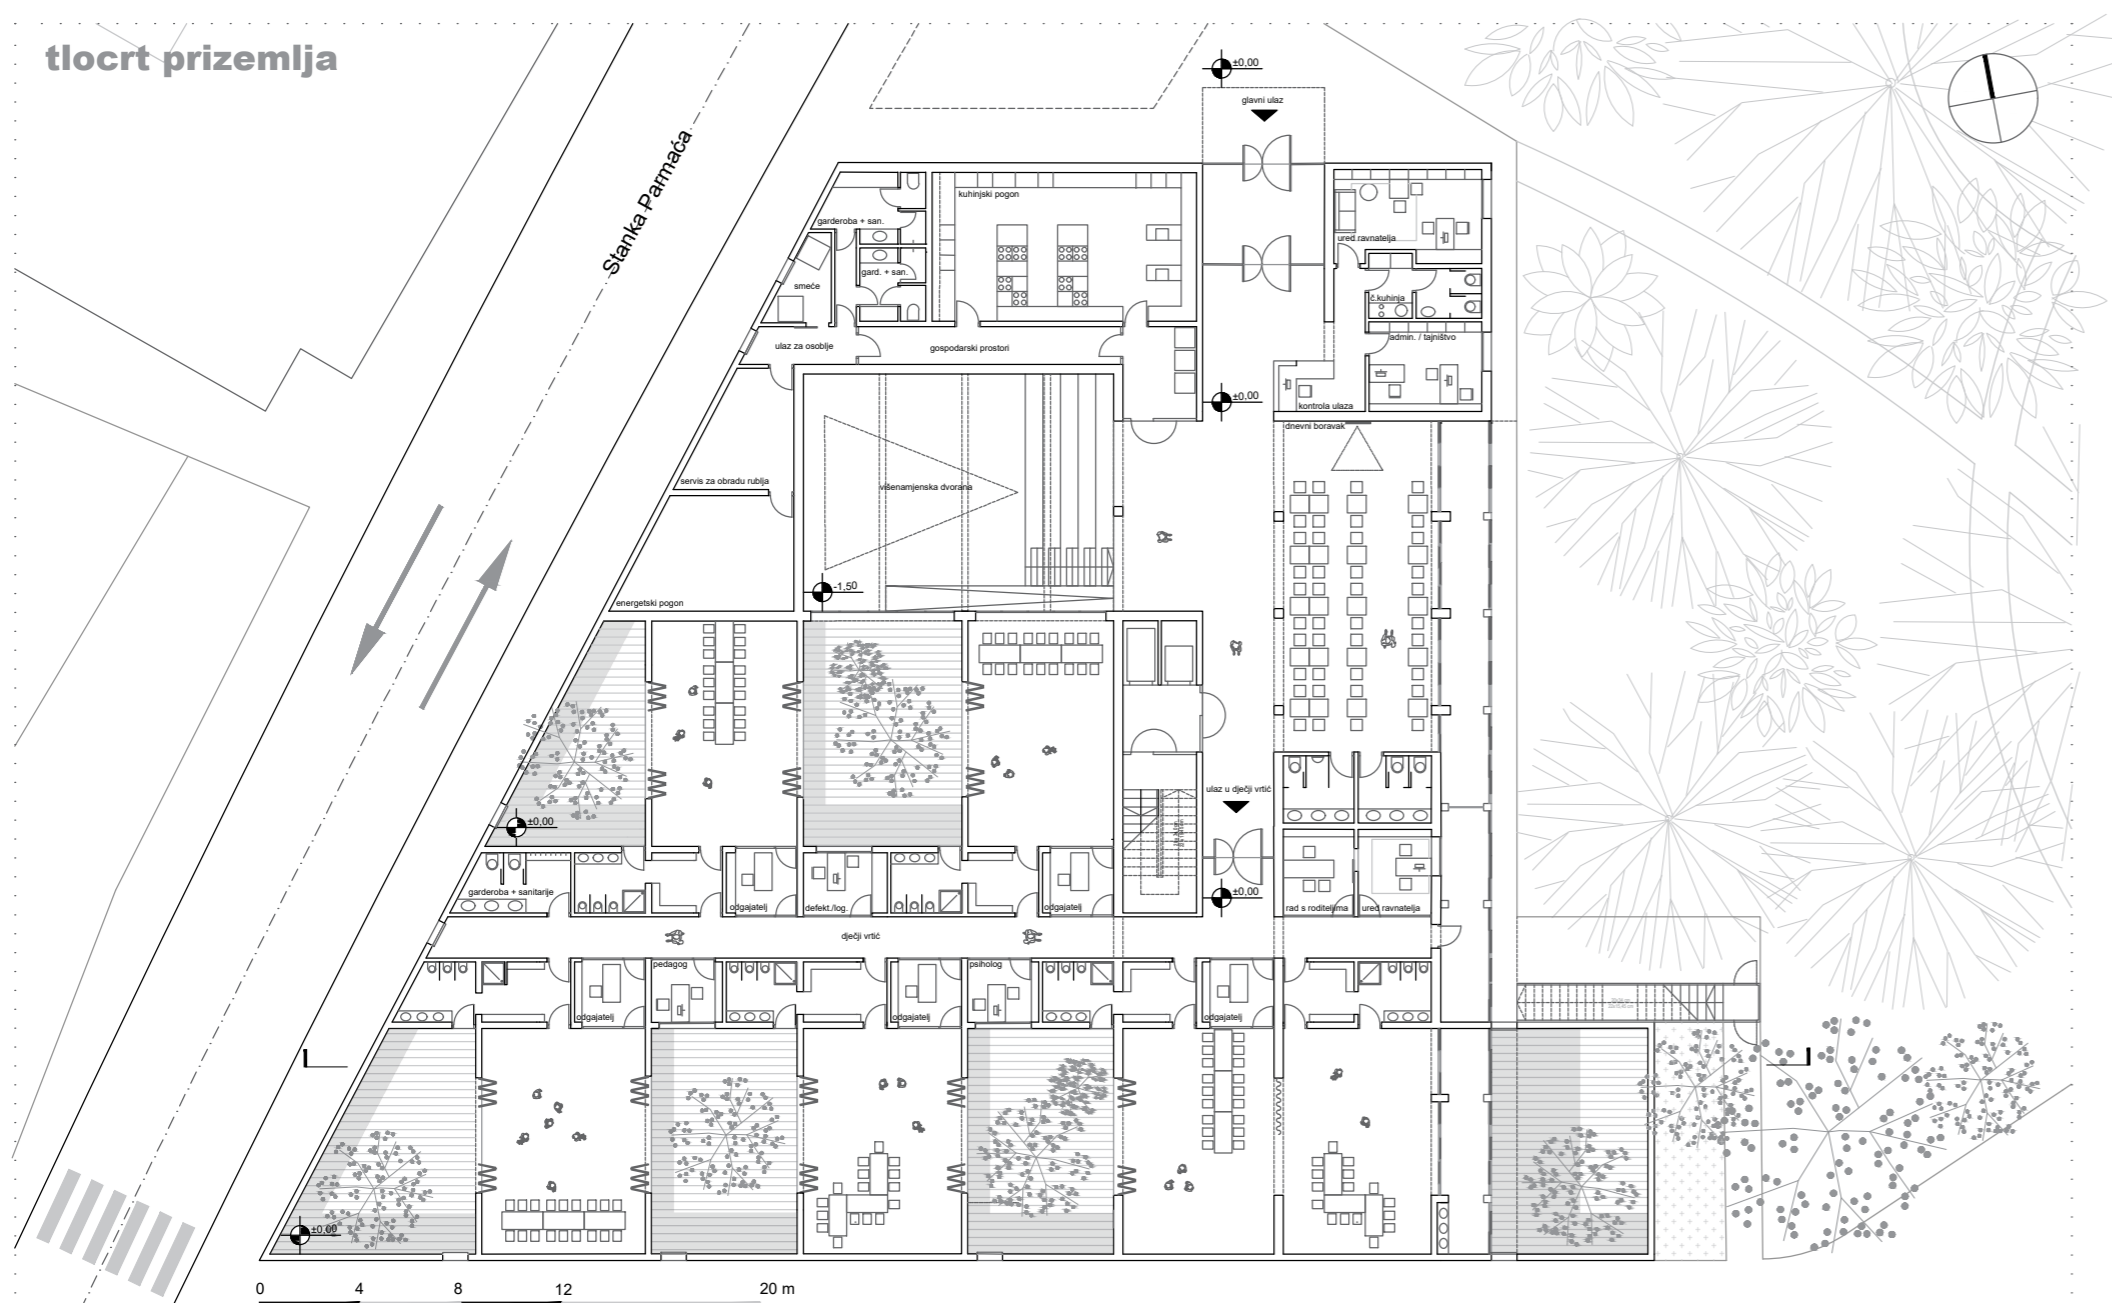 tlocrt prizemlja
±0,00
glavni ulaz
Stanka Parmaća
kuhinjski pogon
garderoba + san.
ured ravnatelja
gard. + san.
smeće
č.kuhinja
admin. / tajništvo
ulaz za osoblje
gospodarski prostori
±0,00
kontrola ulaza
dnevni boravak
servis za obradu rublja
višenamjenska dvorana
-1,50
energetski pogon
ulaz u dječji vrtić
±0,00
garderoba + sanitarije
±0,00
odgajatelj
defekt./log.
odgajatelj
rad s roditeljima
ured ravnatelja
dječji vrtić
pedagog
psiholog
odgajatelj
odgajatelj
odgajatelj
±0,00
0 4 8 12 20 m